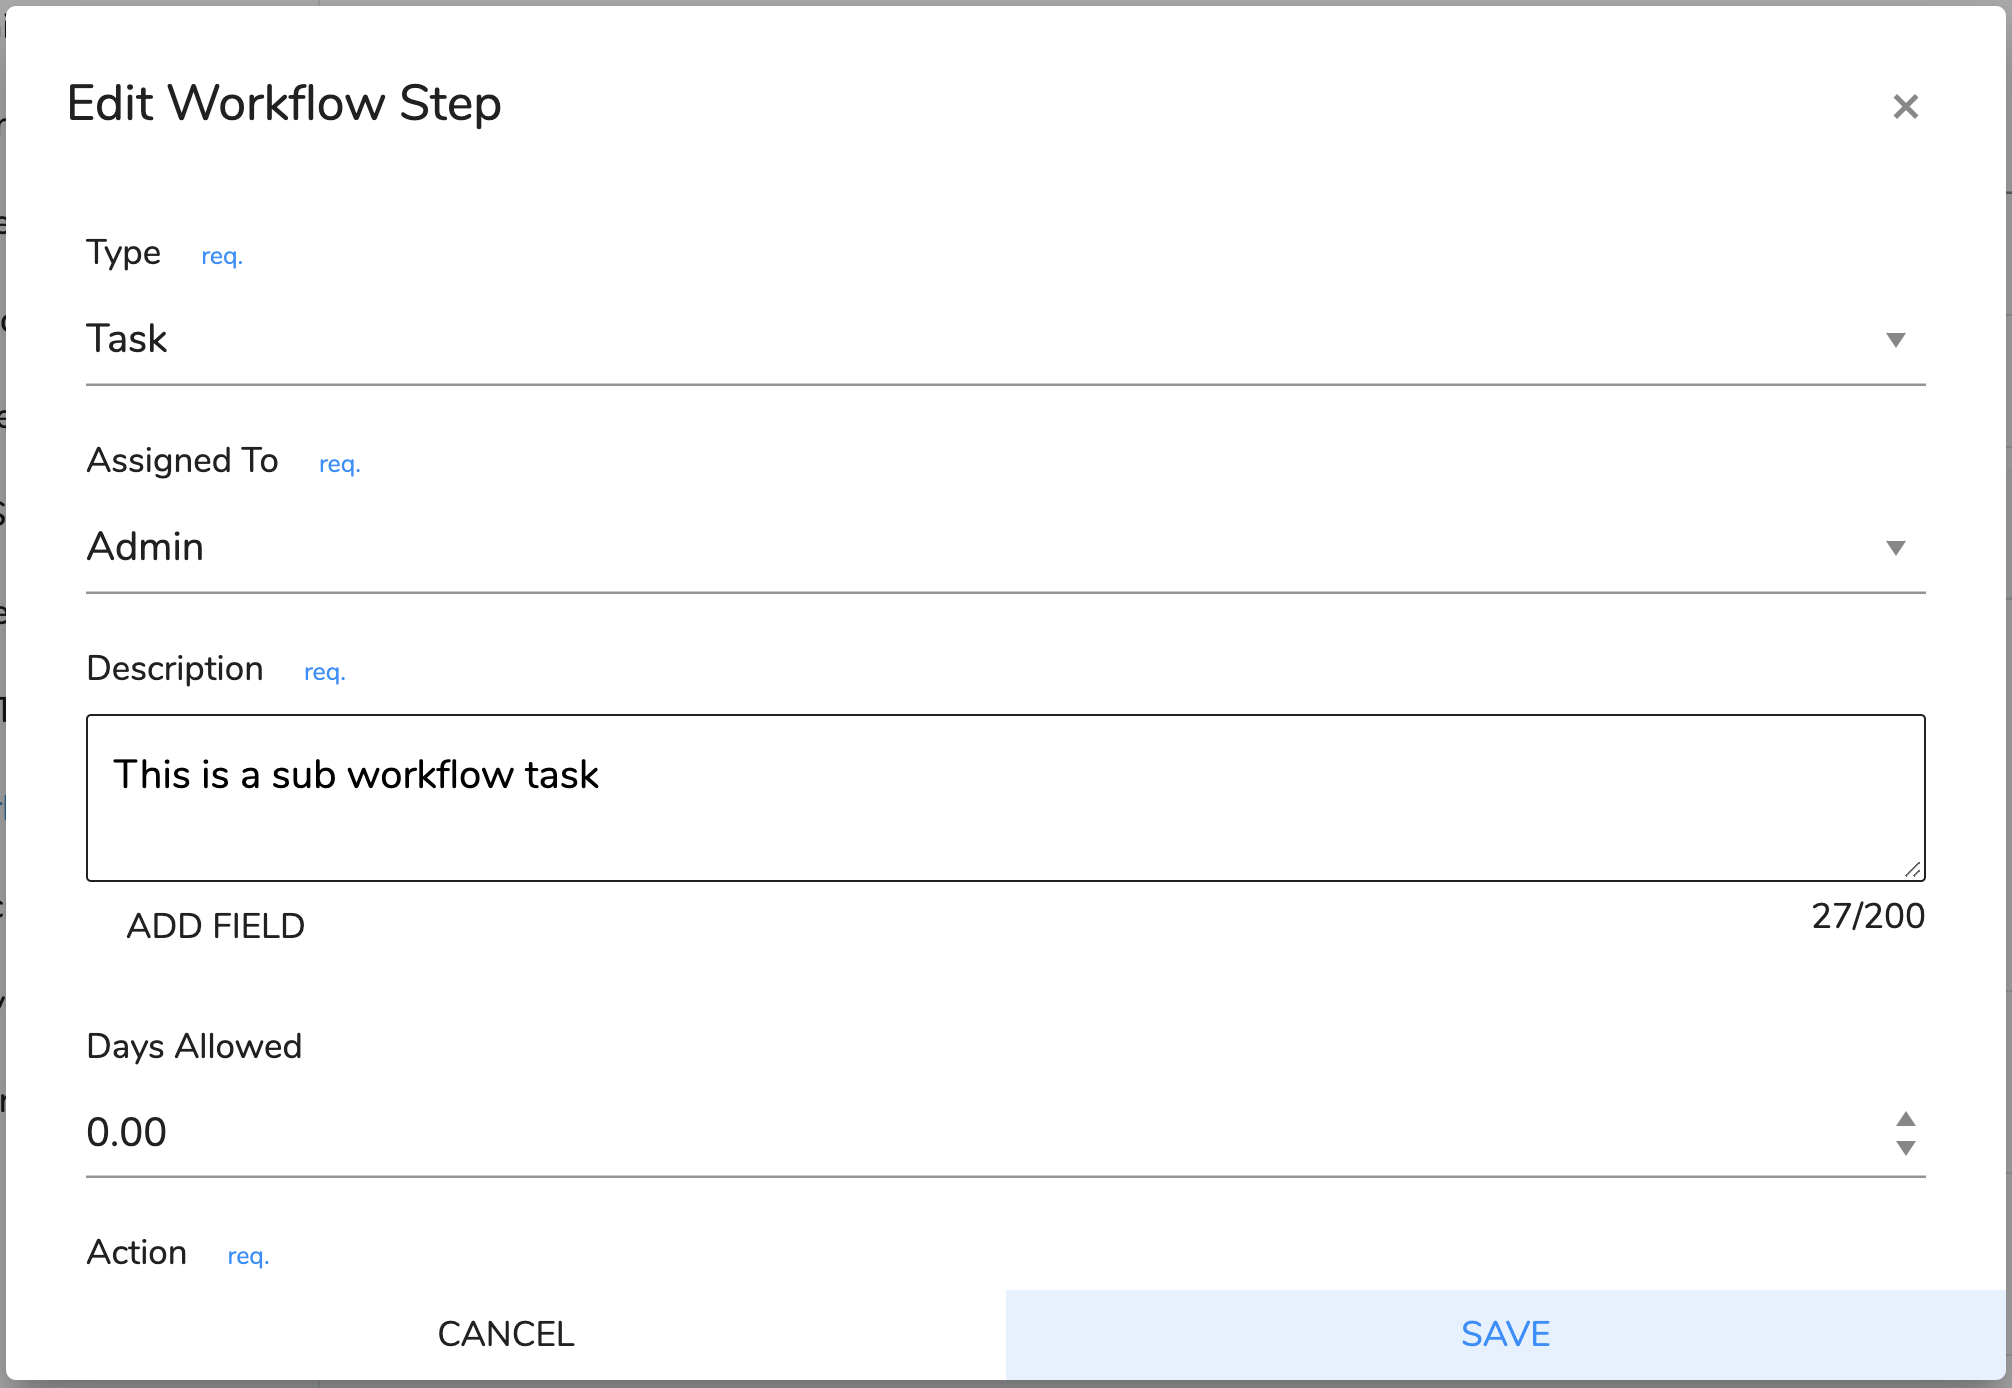 Edit Workflow Step
Type req.
Task
Assigned To req.
Admin
Description req.
This is a sub workflow task
ADD FIELD
27/200
Days Allowed
0.00
Action req.
CANCEL
SAVE